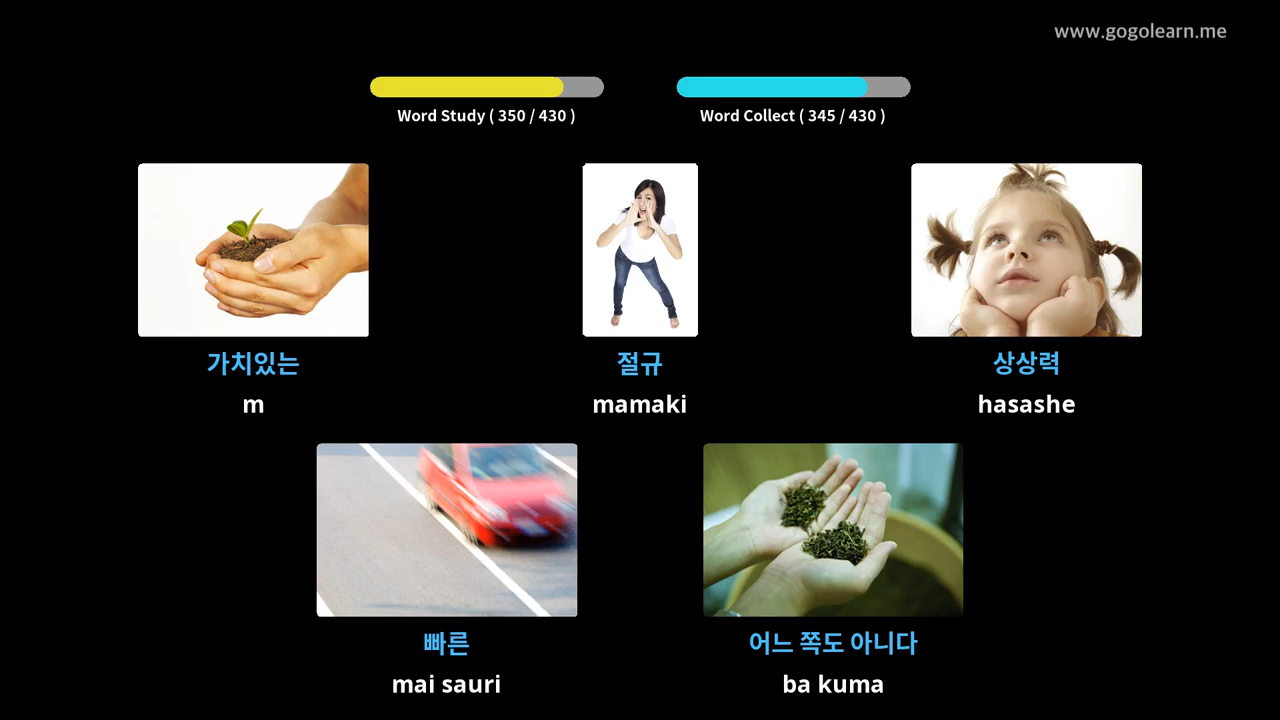 www.gogolearn.me
Word Study ( 350 / 430 )
Word Collect ( 345 / 430 )
가치있는
m
절규
mamaki
상상력
hasashe
빠른
mai sauri
어느 쪽도 아니다
ba kuma